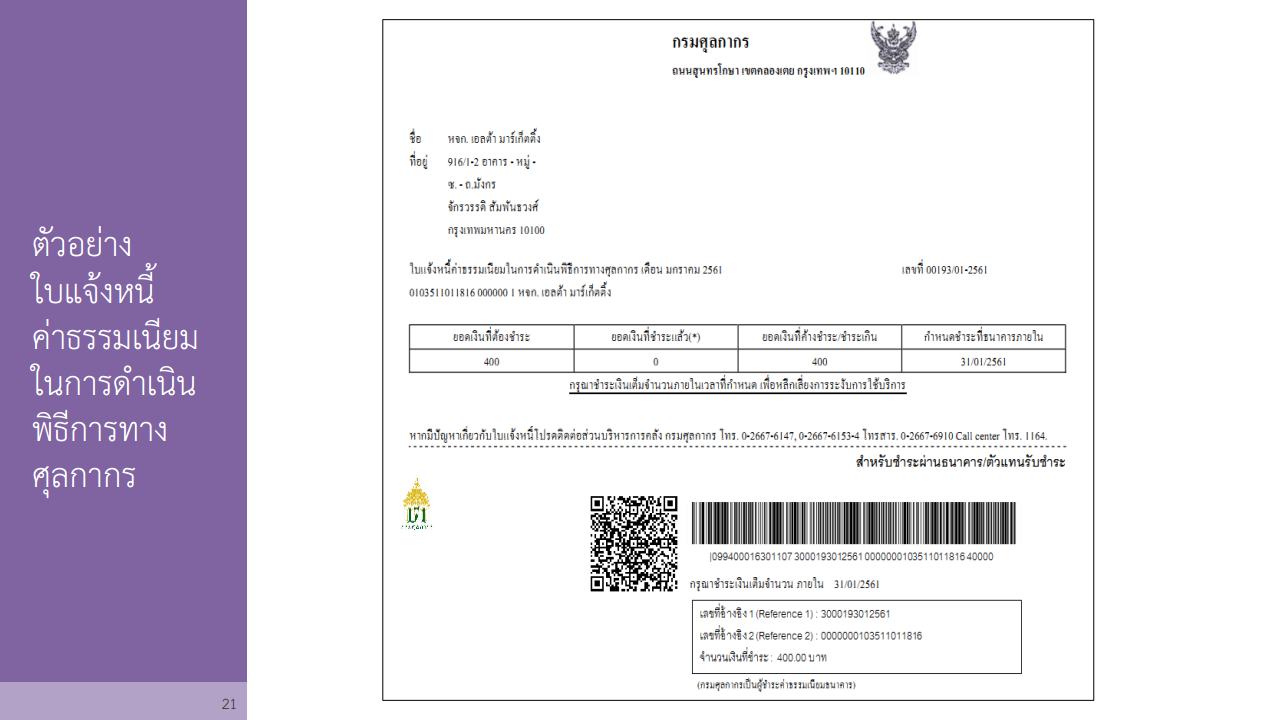 ตัวอย่าง
ใบแจ้งหนี้
ค่าธรรมเนียม
ในการดำเนิน
พิธีการทาง
ศุลกากร
21
กรมศุลกากร
ถนนสุนทรโกษา เขตคลองเตย กรุงเทพฯ 10110
ชื่อ หจก. เอลต้า มาร์เก็ตติ้ง
ที่อยู่ 916/1-2 อาคาร - หมู่ -
ซ. - ถ.มังกร
จักรวรรดิ สัมพันธวงศ์
กรุงเทพมหานคร 10100
ใบแจ้งหนี้ค่าธรรมเนียมในการดำเนินพิธีการทางศุลกากร เดือน มกราคม 2561 เลขที่ 00193/01-2561
0103511011816 000000 1 หจก. เอลต้า มาร์เก็ตติ้ง
ยอดเงินที่ต้องชำระ ยอดเงินที่ชำระแล้ว(*) ยอดเงินที่ค้างชำระ/ชำระเกิน กำหนดชำระที่ธนาคารภายใน
400 0 400 31/01/2561
กรุณาชำระเงินเต็มจำนวนภายในเวลาที่กำหนด เพื่อหลีกเลี่ยงการระงับการใช้บริการ
หากมีปัญหาเกี่ยวกับใบแจ้งหนี้โปรดติดต่อส่วนบริหารการคลัง กรมศุลกากร โทร. 0-2667-6147, 0-2667-6153-4 โทรสาร. 0-2667-6910 Call center โทร. 1164.
สำหรับชำระผ่านธนาคาร/ตัวแทนรับชำระ
|099400016301107 3000193012561 0000000103511011816 40000
กรุณาชำระเงินเต็มจำนวน ภายใน 31/01/2561
เลขที่อ้างอิง 1 (Reference 1) : 3000193012561
เลขที่อ้างอิง 2 (Reference 2) : 0000000103511011816
จำนวนเงินที่ชำระ : 400.00 บาท
(กรมศุลกากรเป็นผู้ชำระค่าธรรมเนียมธนาคาร)